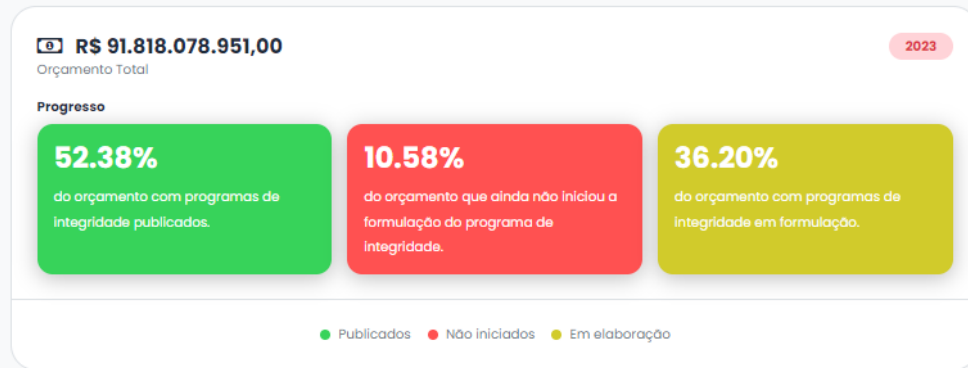 R$ 91.818.078.951,00
2023
Orçamento Total
Progresso
52.38%
do orçamento com programas de
integridade publicados.
10.58%
do orçamento que ainda não iniciou a
formulação do programa de
integridade.
36.20%
do orçamento com programas de
integridade em formulação.
Publicados
Não iniciados
Em elaboração